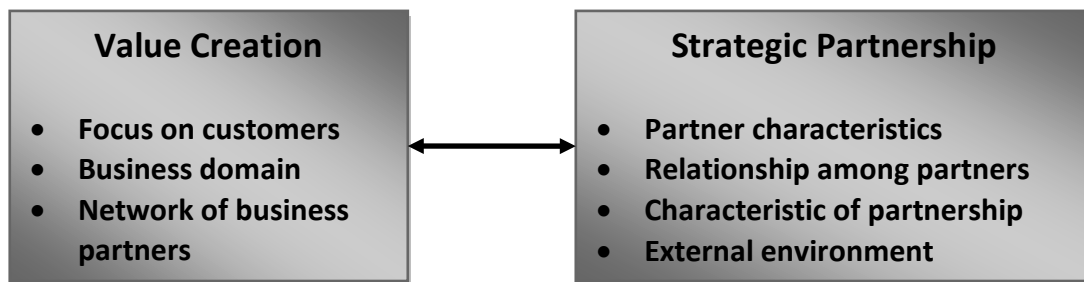 Value Creation
• Focus on customers
• Business domain
• Network of business
partners
Strategic Partnership
• Partner characteristics
• Relationship among partners
• Characteristic of partnership
• External environment